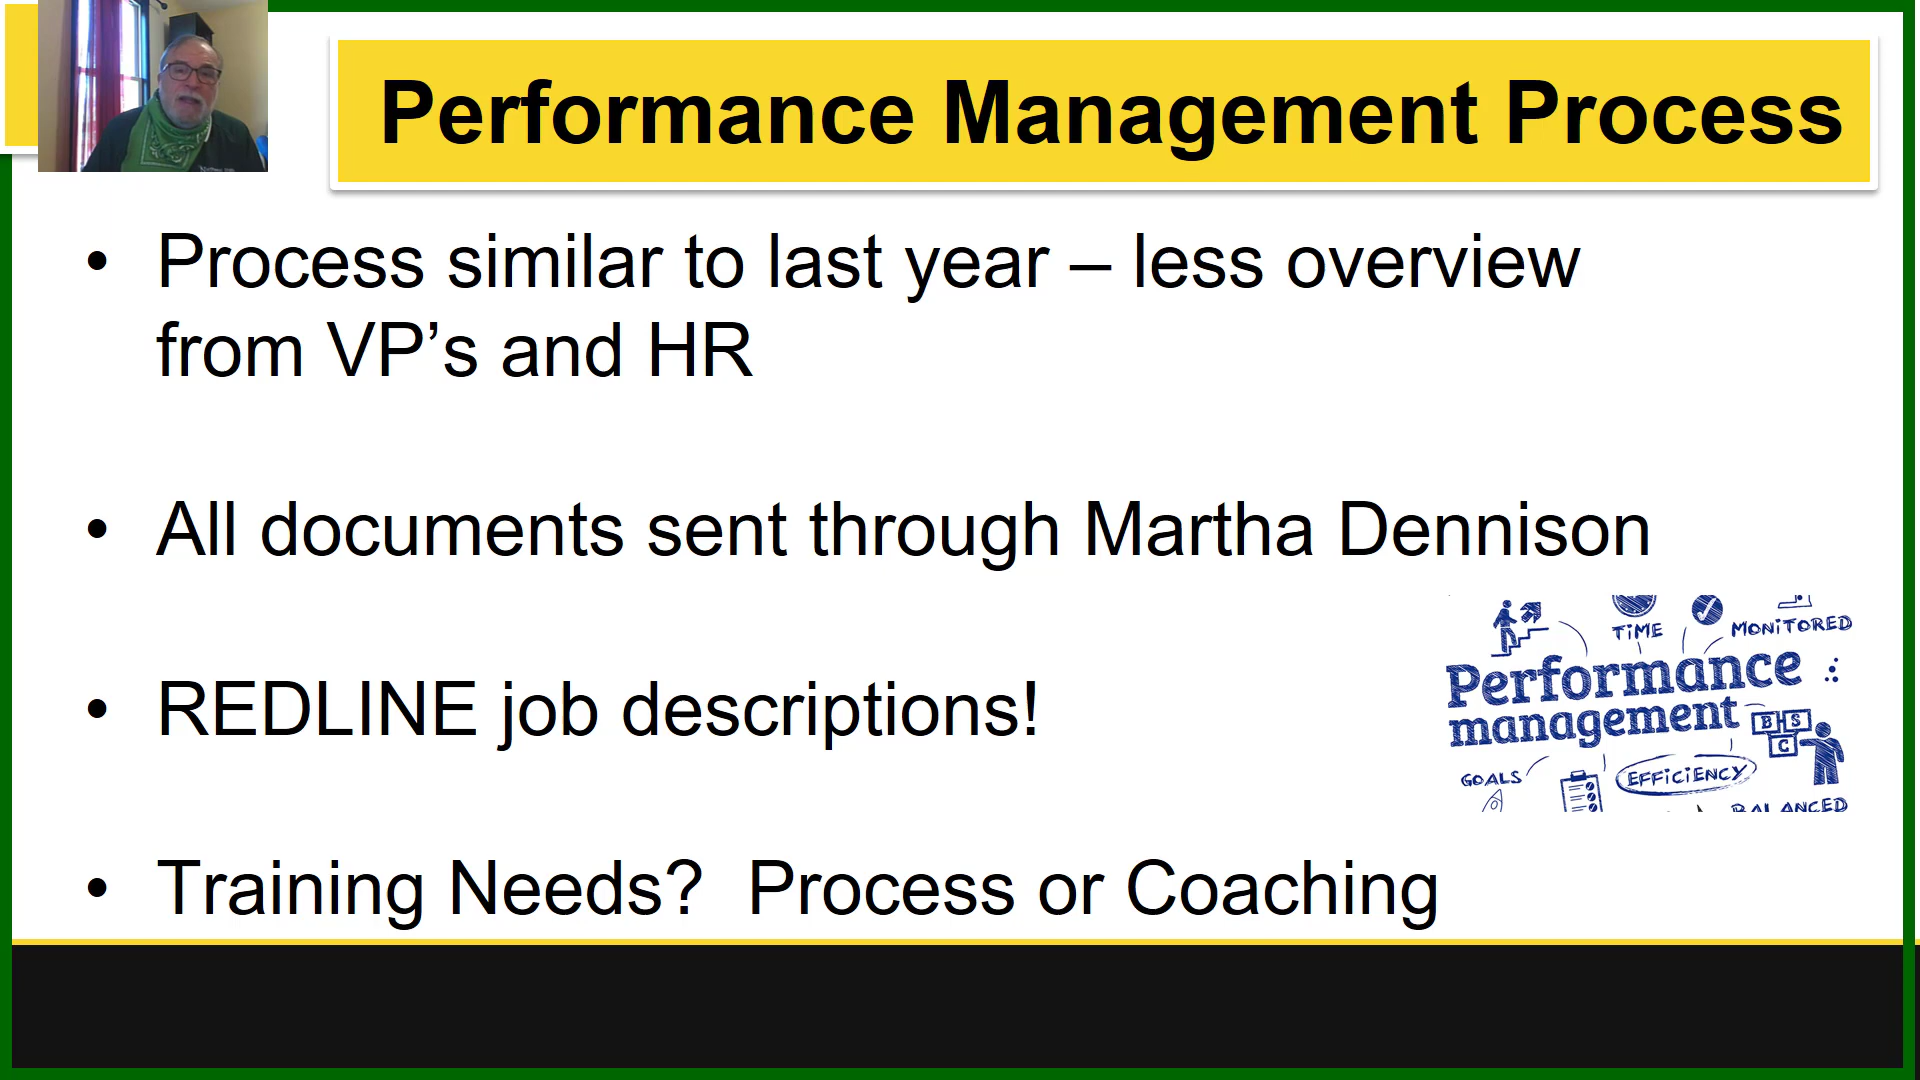 Performance Management Process
• Process similar to last year – less overview
from VP’s and HR
• All documents sent through Martha Dennison
• REDLINE job descriptions!
• Training Needs?  Process or Coaching
TiME
MONiTORED
Performance
management
B S
C
GOALS
EFFiCiENCY
BALANCED